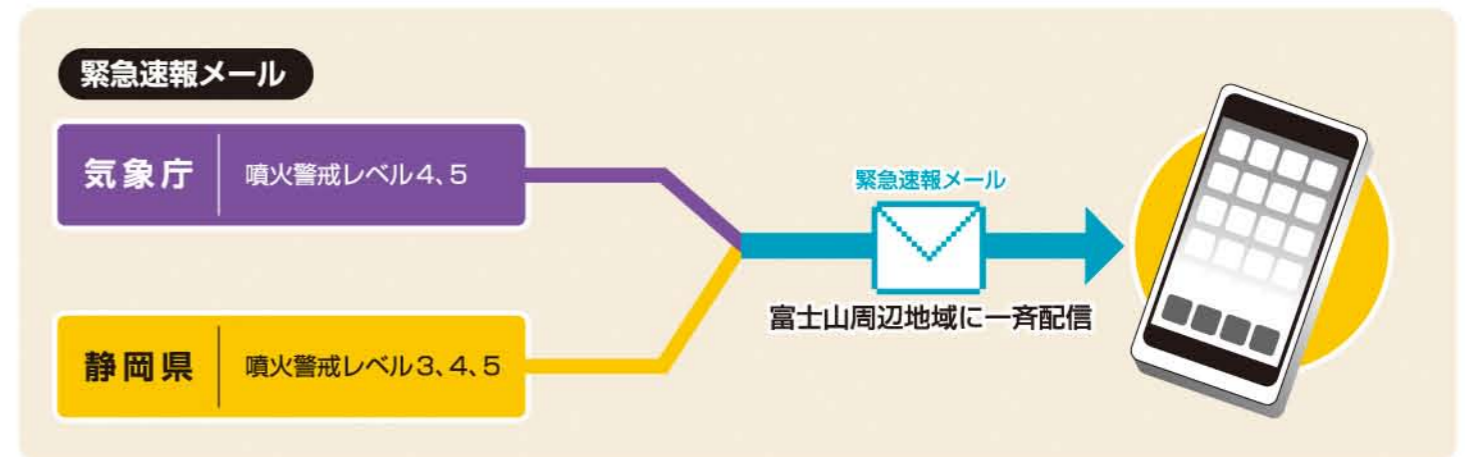 緊急速報メール
気象庁
噴火警戒レベル4、5
緊急速報メール
富士山周辺地域に一斉配信
静岡県
噴火警戒レベル3、4、5